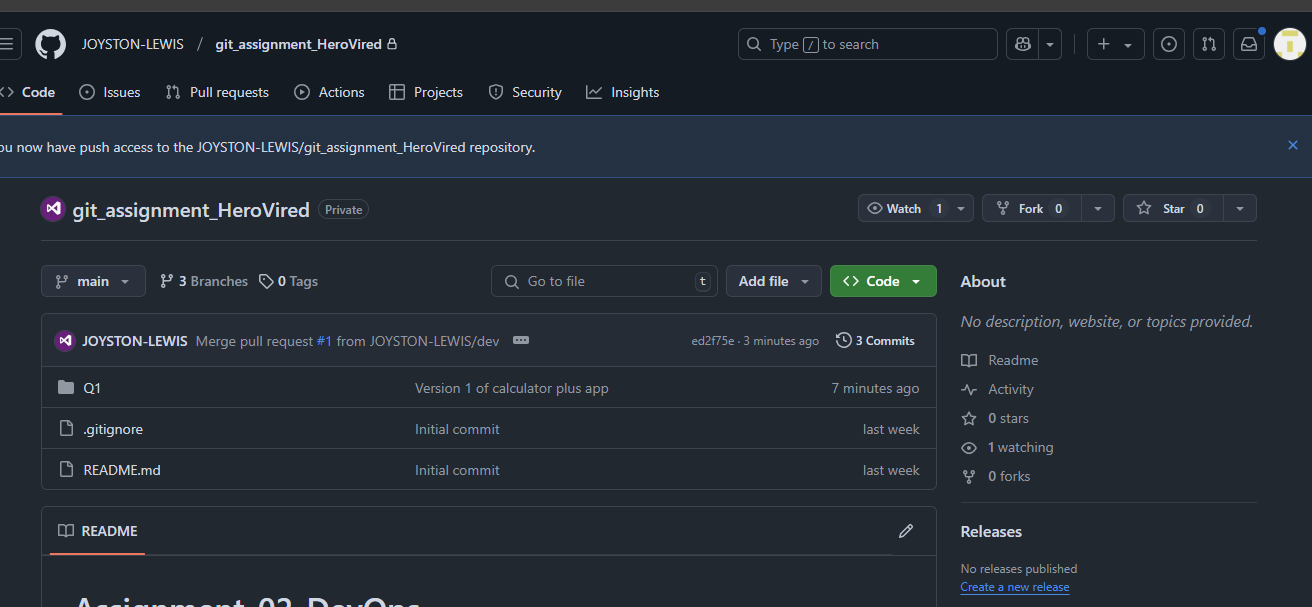 JOYSTON-LEWIS / git_assignment_HeroVired
Type / to search
Code Issues Pull requests Actions Projects Security Insights
ou now have push access to the JOYSTON-LEWIS/git_assignment_HeroVired repository.
git_assignment_HeroVired Private
Watch 1 Fork 0 Star 0
main 3 Branches 0 Tags
Go to file t
Add file
Code
JOYSTON-LEWIS Merge pull request #1 from JOYSTON-LEWIS/dev
ed2f75e · 3 minutes ago
3 Commits
Q1 Version 1 of calculator plus app 7 minutes ago
.gitignore Initial commit last week
README.md Initial commit last week
README
Assignment_02_DevOps
About
No description, website, or topics provided.
Readme
Activity
0 stars
1 watching
0 forks
Releases
No releases published
Create a new release